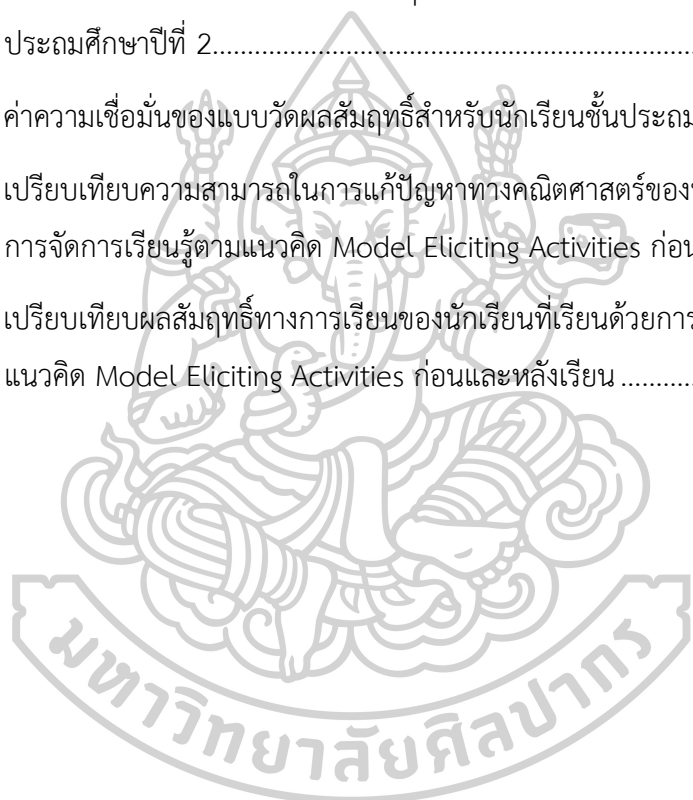 ประถมศึกษาปีที่ 2..............................................................................
ค่าความเชื่อมั่นของแบบวัดผลสัมฤทธิ์สำหรับนักเรียนชั้นประถม
เปรียบเทียบความสามารถในการแก้ปัญหาทางคณิตศาสตร์ของ
การจัดการเรียนรู้ตามแนวคิด Model Eliciting Activities ก่อน
เปรียบเทียบผลสัมฤทธิ์ทางการเรียนของนักเรียนที่เรียนด้วยการ
แนวคิด Model Eliciting Activities ก่อนและหลังเรียน ..........
มหาวิทยาลัยศิลปากร